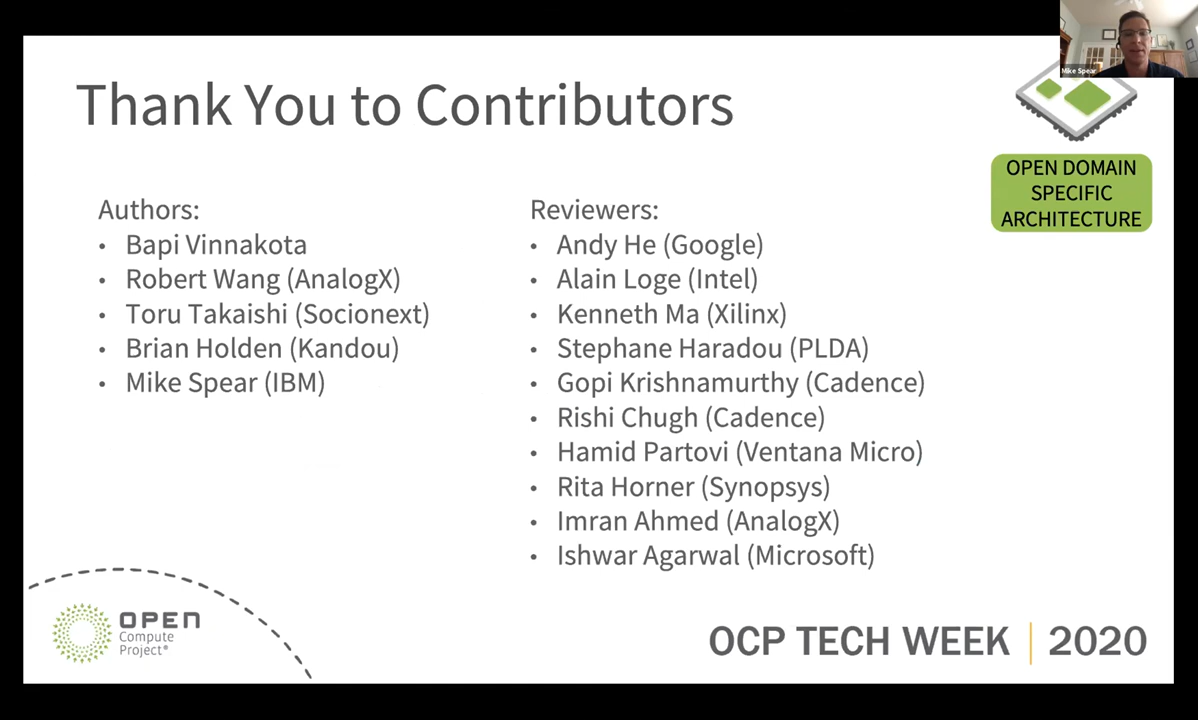 Mike Spear
Thank You to Contributors
OPEN DOMAIN
SPECIFIC
ARCHITECTURE
Authors:
• Bapi Vinnakota
• Robert Wang (AnalogX)
• Toru Takaishi (Socionext)
• Brian Holden (Kandou)
• Mike Spear (IBM)
Reviewers:
• Andy He (Google)
• Alain Loge (Intel)
• Kenneth Ma (Xilinx)
• Stephane Haradou (PLDA)
• Gopi Krishnamurthy (Cadence)
• Rishi Chugh (Cadence)
• Hamid Partovi (Ventana Micro)
• Rita Horner (Synopsys)
• Imran Ahmed (AnalogX)
• Ishwar Agarwal (Microsoft)
OPEN
Compute
Project®
OCP TECH WEEK | 2020